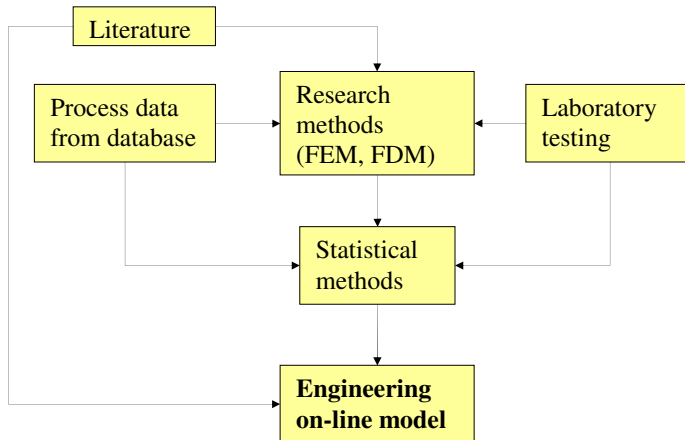 Literature
Process data
from database
Research
methods
(FEM, FDM)
Laboratory
testing
Statistical
methods
Engineering
on-line model